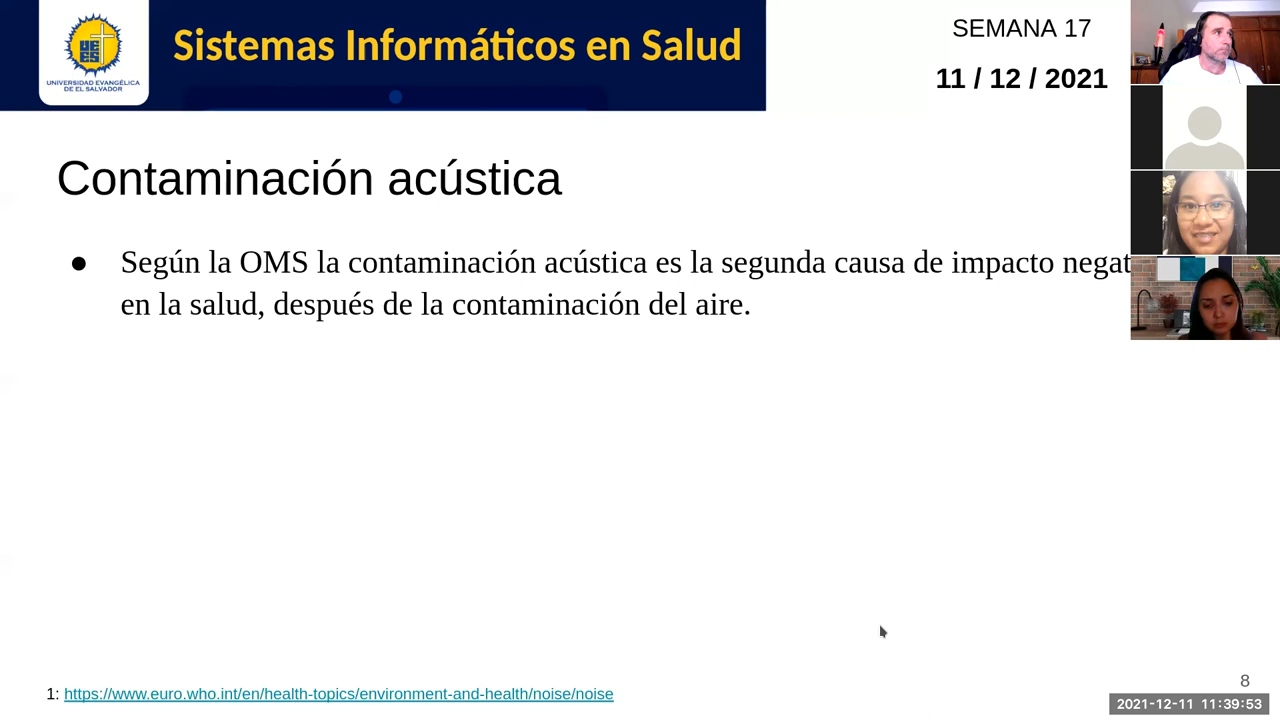 UNIVERSIDAD EVANGÉLICA
DE EL SALVADOR
Sistemas Informáticos en Salud
SEMANA 17
11 / 12 / 2021
Contaminación acústica
● Según la OMS la contaminación acústica es la segunda causa de impacto negat
en la salud, después de la contaminación del aire.
1: https://www.euro.who.int/en/health-topics/environment-and-health/noise/noise
8
2021-12-11 11:39:53